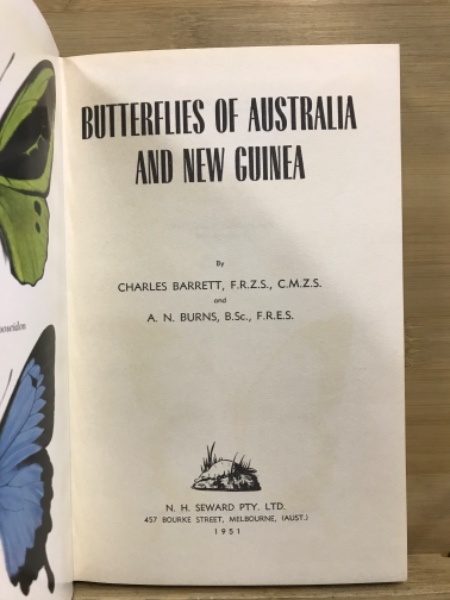 BUTTERFLIES OF AUSTRALIA
AND NEW GUINEA
By
CHARLES BARRETT, F.R.Z.S., C.M.Z.S.
and
A. N. BURNS, B.Sc., F.R.E.S.
N. H. SEWARD PTY. LTD.
457 BOURKE STREET, MELBOURNE, (AUST.)
1951
poseidon